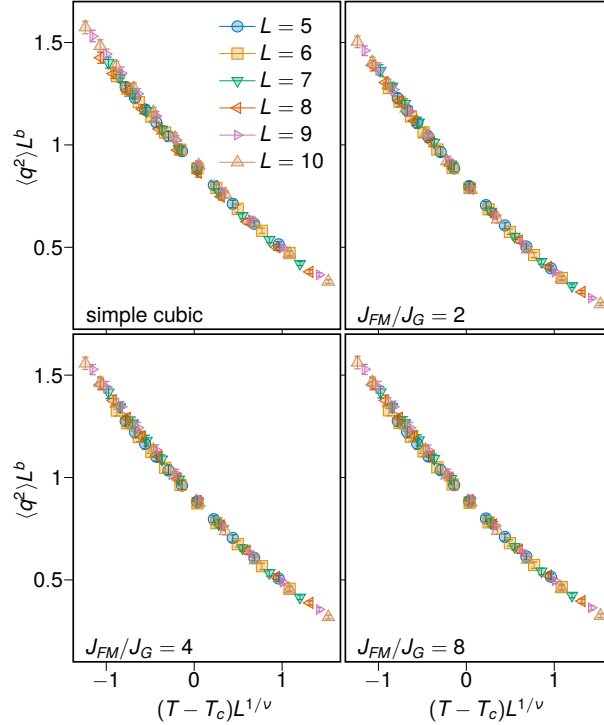 1.5
1
0.5
⟨q²⟩Lᵇ
L = 5
L = 6
L = 7
L = 8
L = 9
L = 10
simple cubic
J_FM/J_G = 2
1.5
1
0.5
⟨q²⟩Lᵇ
J_FM/J_G = 4
J_FM/J_G = 8
−1 0 1
−1 0 1
(T − T_c)L^{1/ν}
(T − T_c)L^{1/ν}